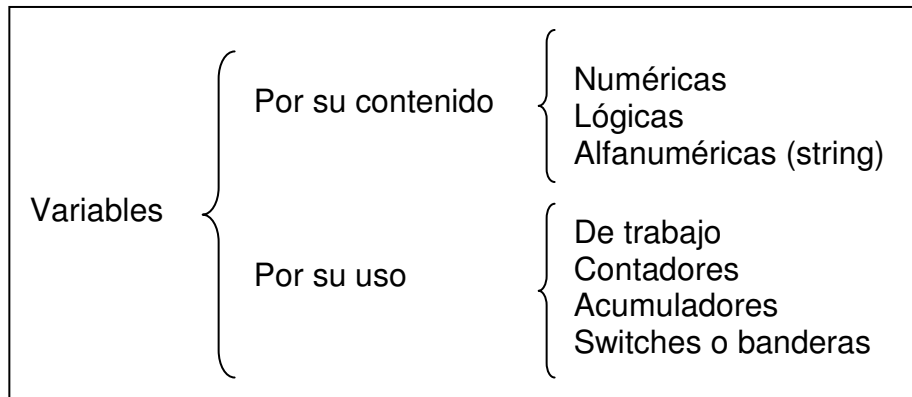 Variables
Por su contenido
Numéricas
Lógicas
Alfanuméricas (string)
Por su uso
De trabajo
Contadores
Acumuladores
Switches o banderas